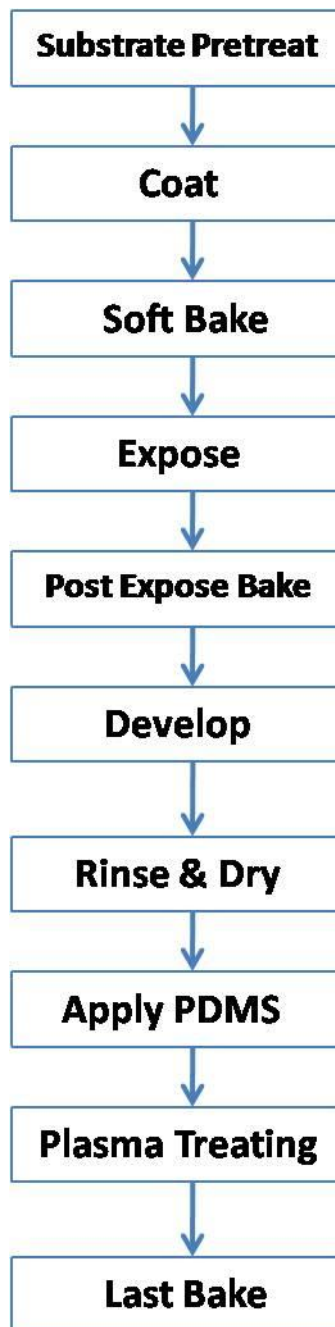 Substrate Pretreat
Coat
Soft Bake
Expose
Post Expose Bake
Develop
Rinse & Dry
Apply PDMS
Plasma Treating
Last Bake